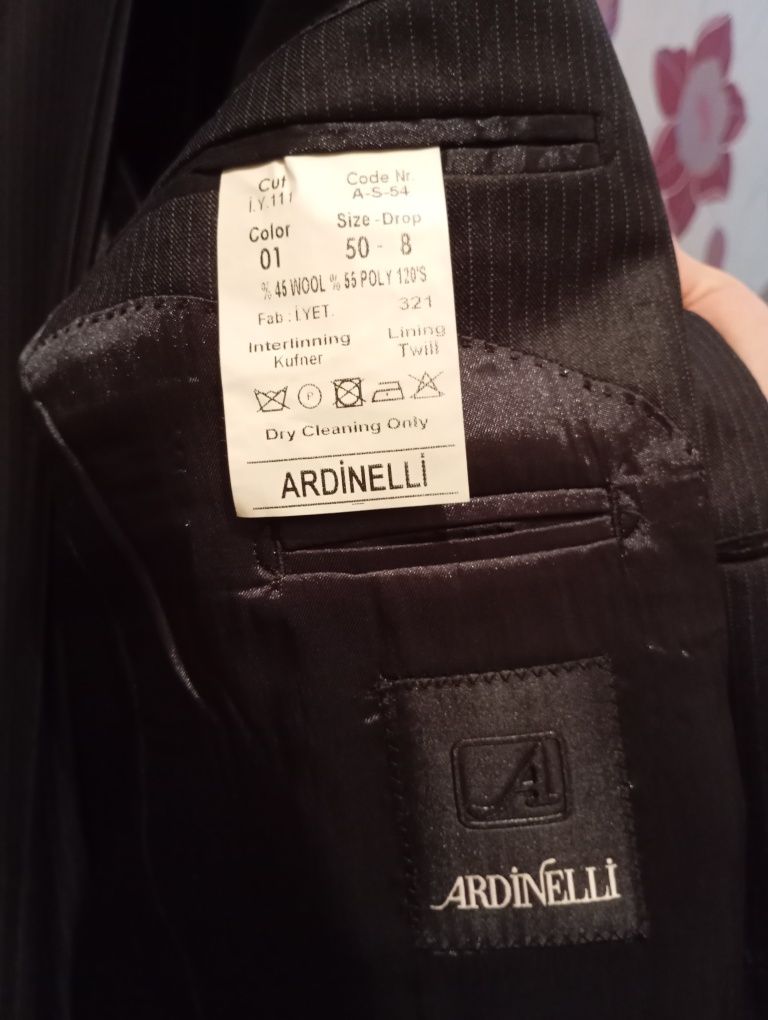 Cut Code Nr.
İ.Y.111 A-S-54
Color Size - Drop
01 50 - 8
% 45 WOOL % 55 POLY 120'S
Fab : İ.YET. 321
Interlinning Lining
Kufner Twill
P
Dry Cleaning Only
ARDİNELLİ
A
ARDİNELLİ